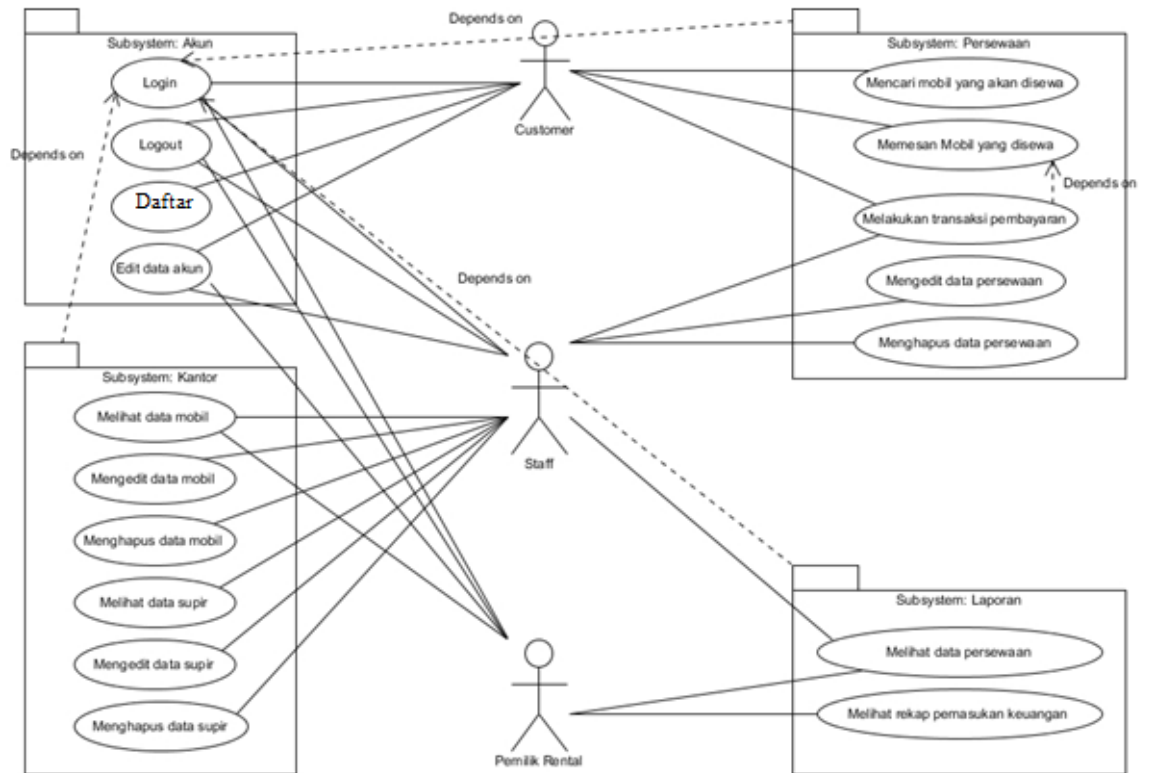 Depends on
Subsystem: Akun
Login
Logout
Daftar
Edit data akun
Depends on
Customer
Subsystem: Persewaan
Mencari mobil yang akan disewa
Memesan Mobil yang disewa
Depends on
Melakukan transaksi pembayaran
Mengedit data persewaan
Menghapus data persewaan
Depends on
Subsystem: Kantor
Melihat data mobil
Mengedit data mobil
Menghapus data mobil
Melihat data supir
Mengedit data supir
Menghapus data supir
Staff
Subsystem: Laporan
Melihat data persewaan
Melihat rekap pemasukan keuangan
Pemilik Rental